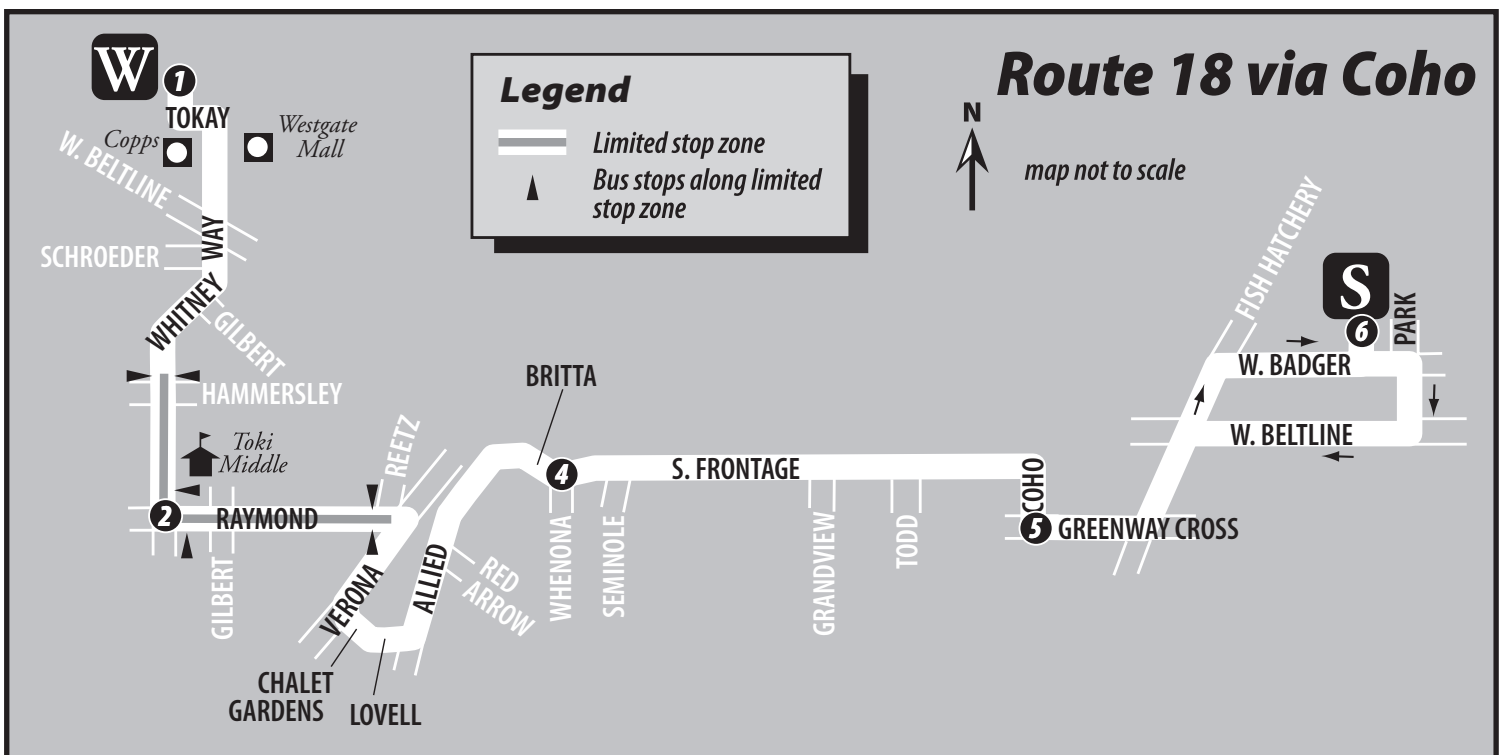 W
1
TOKAY
Copps
Westgate
Mall
W. BELTLINE
SCHROEDER
WHITNEY
WAY
GILBERT
HAMMERSLEY
Toki
Middle
2
RAYMOND
GILBERT
REETZ
VERONA
CHALET
GARDENS
LOVELL
ALLIED
RED
ARROW
BRITTA
4
WHENONA
SEMINOLE
S. FRONTAGE
GRANDVIEW
TODD
COHO
5
GREENWAY CROSS
FISH HATCHERY
S
6
PARK
W. BADGER
W. BELTLINE
Legend
Limited stop zone
Bus stops along limited
stop zone
Route 18 via Coho
N
map not to scale